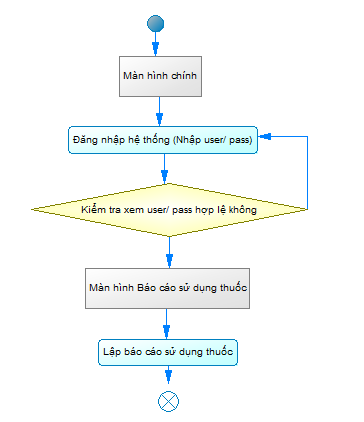 Màn hình chính
Đăng nhập hệ thống (Nhập user/ pass)
Kiểm tra xem user/ pass hợp lệ không
Màn hình Báo cáo sử dụng thuốc
Lập báo cáo sử dụng thuốc